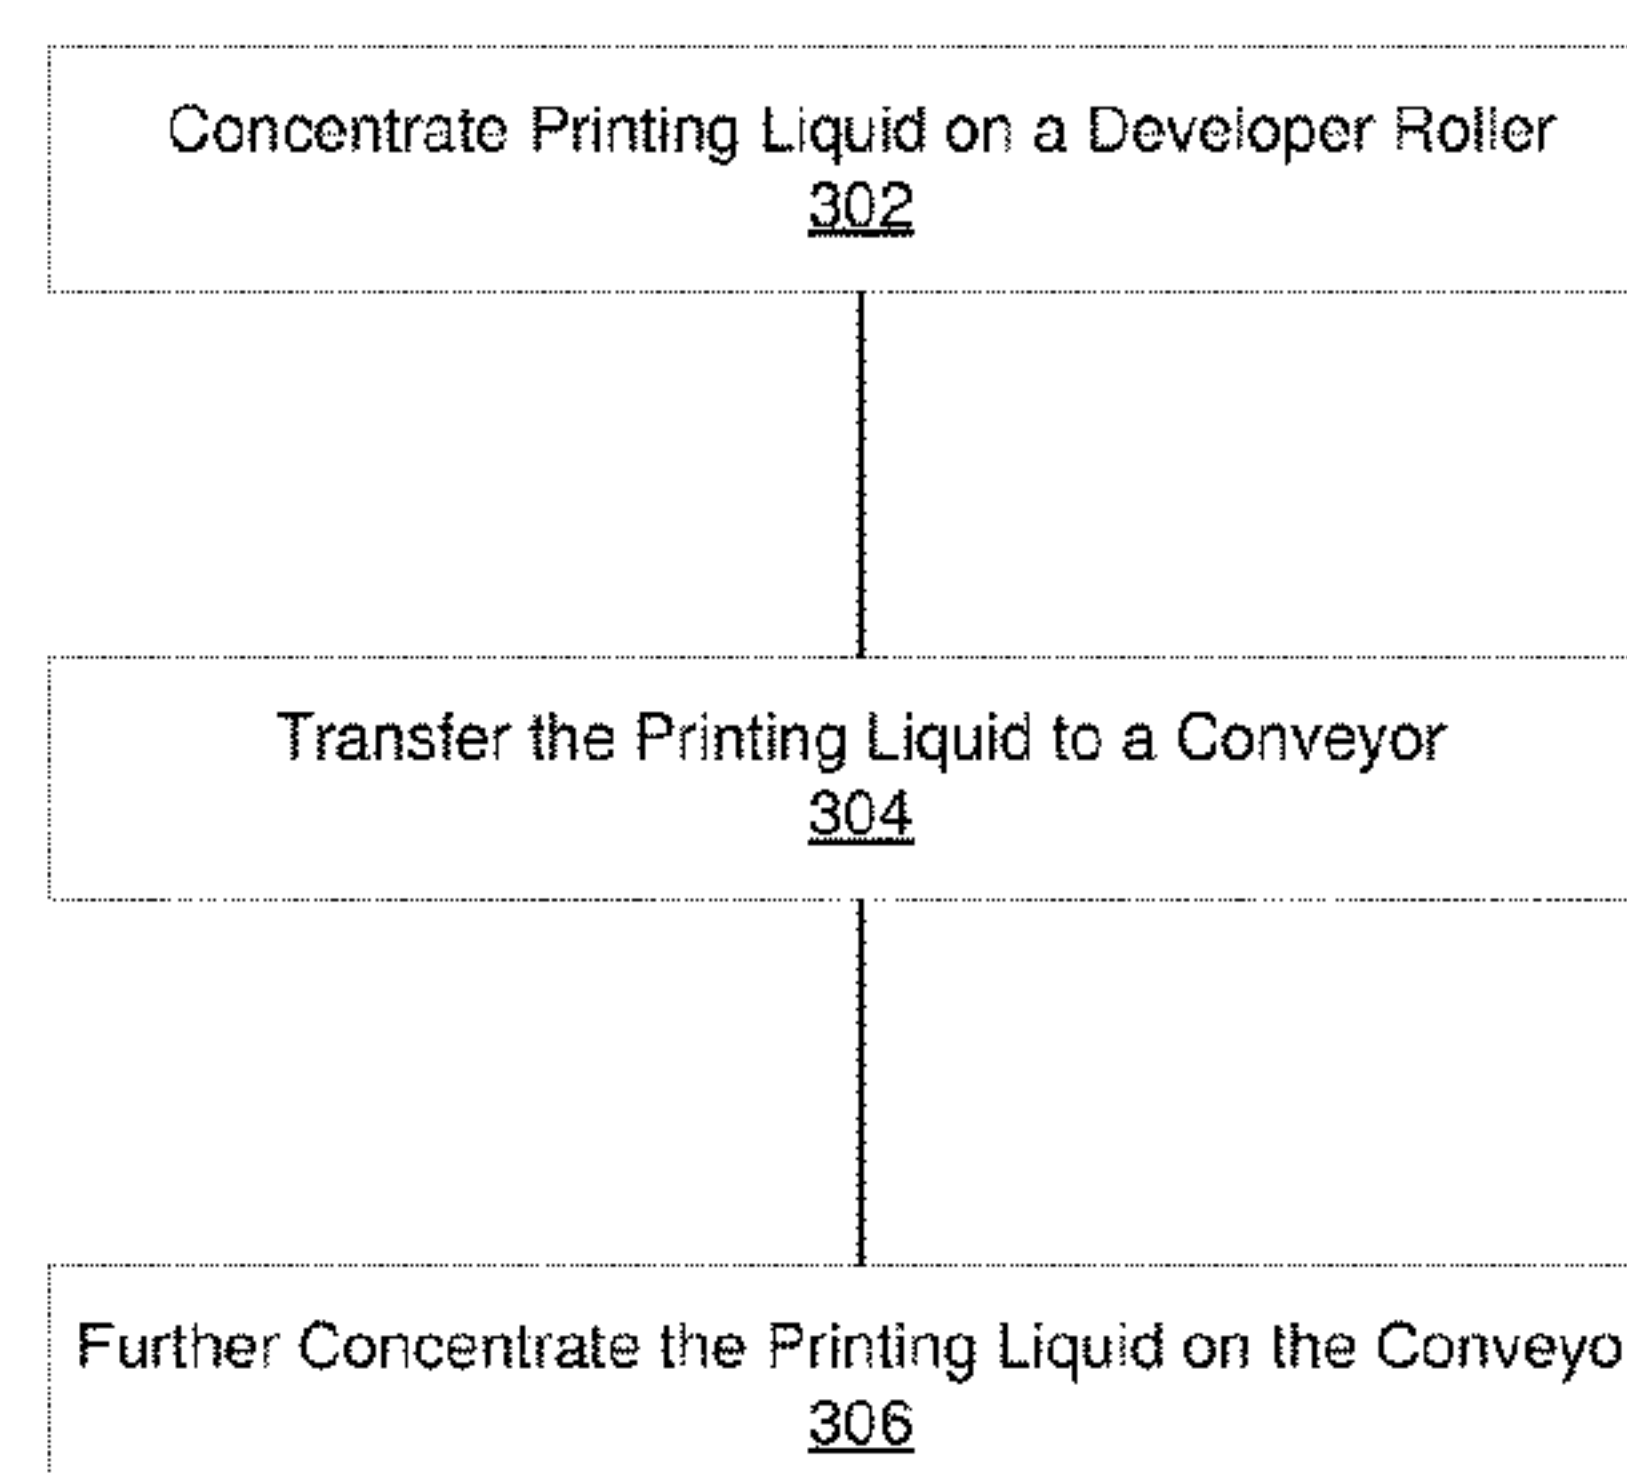 Concentrate Printing Liquid on a Developer Roller
302
Transfer the Printing Liquid to a Conveyor
304
Further Concentrate the Printing Liquid on the Conveyo
306